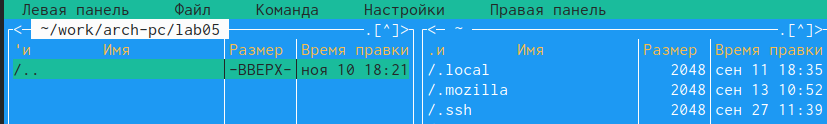 Левая панель Файл Команда Настройки Правая панель
<─ ~/work/arch-pc/lab05 .[^]> <─ ~ .[^]>
'и Имя Размер Время правки .и Имя Размер Время правки
/.. -ВВЕРХ- ноя 10 18:21 /.local 2048 сен 11 18:35
/.mozilla 2048 сен 13 10:52
/.ssh 2048 сен 27 11:39